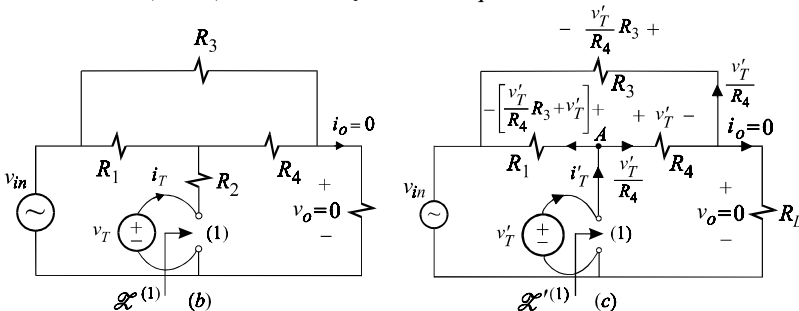 R3
R1
R2
R4
io=0
iT
vin
vT
+
−
(1)
+
vo=0
−
𝒵(1)
(b)
− v′T/R4 R3 +
R3
v′T/R4
−[v′T/R4 R3+v′T]+
A
+ v′T −
io=0
R1
i′T
v′T/R4
R4
vin
v′T
+
−
(1)
+
vo=0
−
RL
𝒵′(1)
(c)